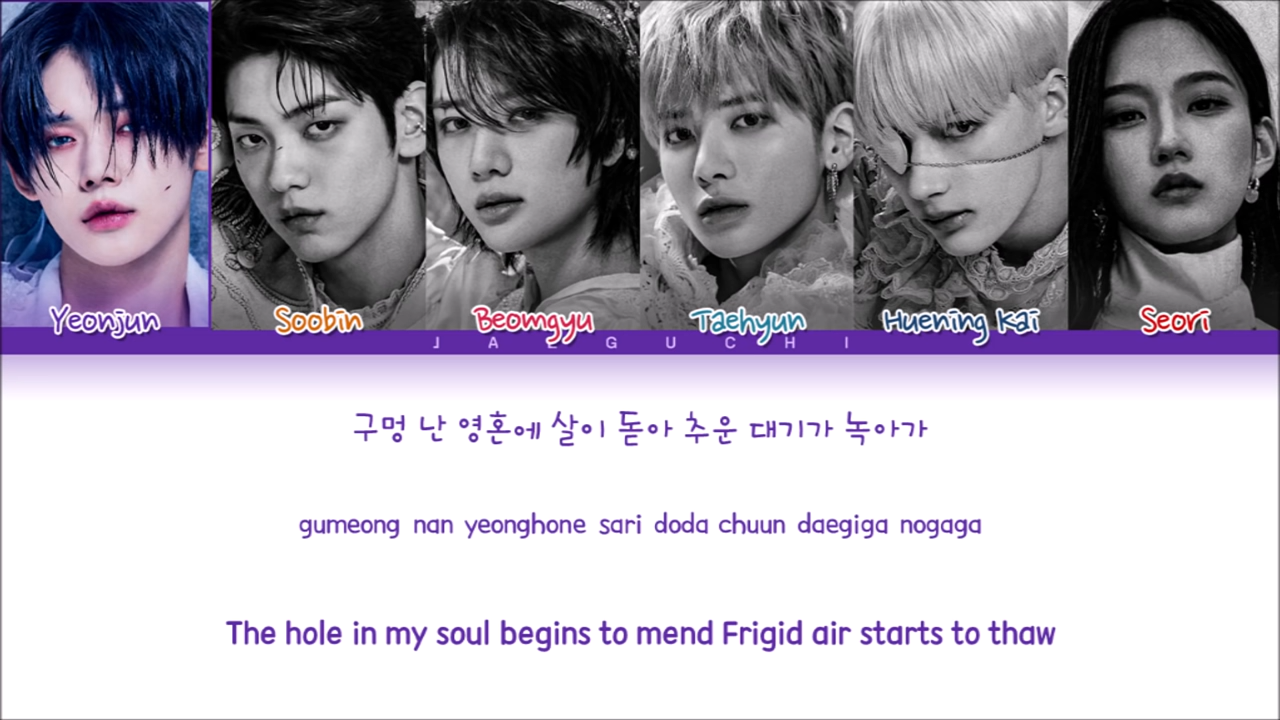 Yeonjun Soobin Beomgyu Taehyun Huening Kai Seori
JAEGUCHI
구멍 난 영혼에 살이 돋아 추운 대기가 녹아가
gumeong nan yeonghone sari doda chuun daegiga nogaga
The hole in my soul begins to mend Frigid air starts to thaw